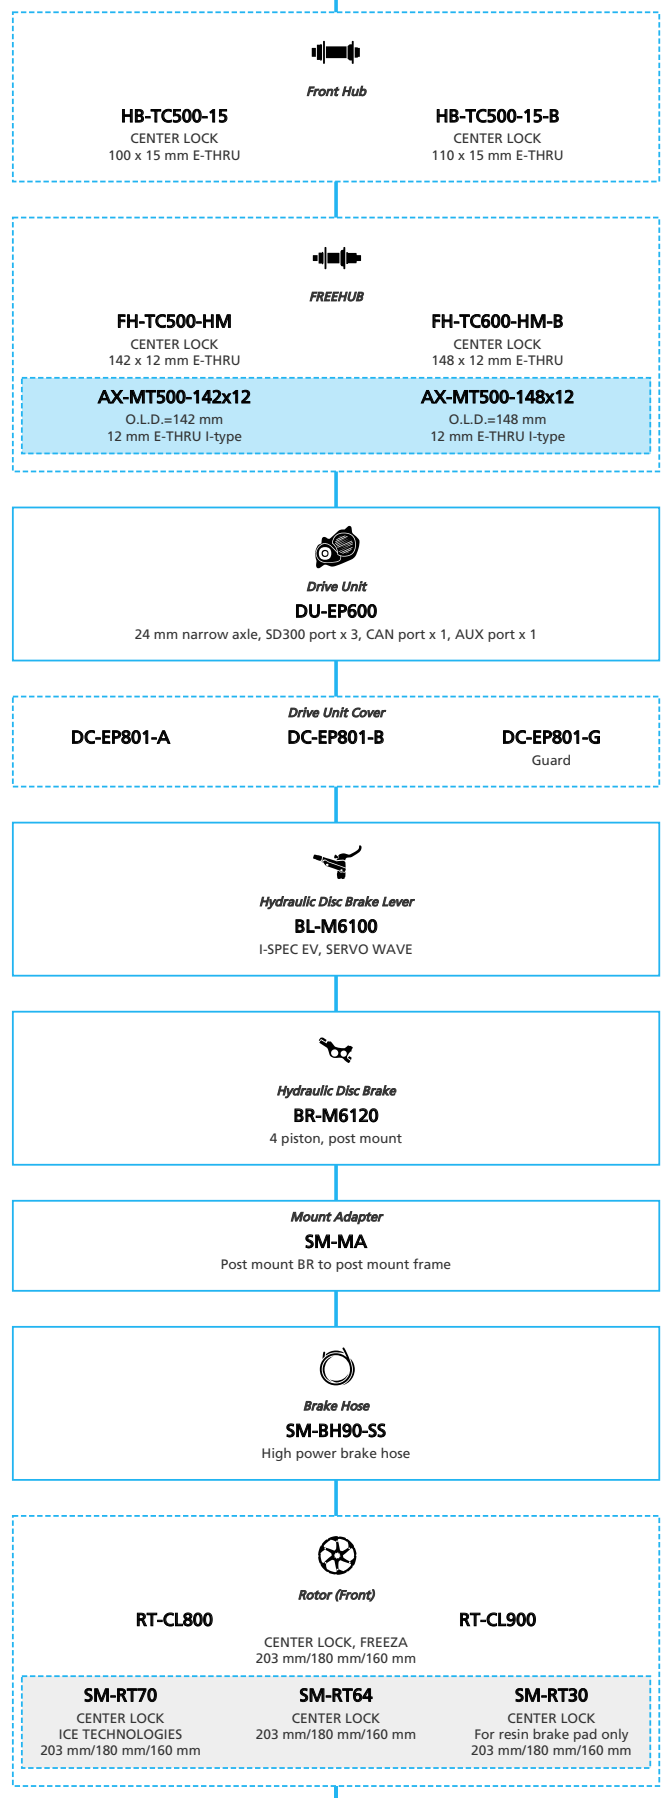 Front Hub
HB-TC500-15
HB-TC500-15-B
CENTER LOCK
CENTER LOCK
100 x 15 mm E-THRU
110 x 15 mm E-THRU
FREEHUB
FH-TC500-HM
FH-TC600-HM-B
CENTER LOCK
CENTER LOCK
142 x 12 mm E-THRU
148 x 12 mm E-THRU
AX-MT500-142x12
AX-MT500-148x12
O.L.D.=142 mm
O.L.D.=148 mm
12 mm E-THRU I-type
12 mm E-THRU I-type
Drive Unit
DU-EP600
24 mm narrow axle, SD300 port x 3, CAN port x 1, AUX port x 1
Drive Unit Cover
DC-EP801-A
DC-EP801-B
DC-EP801-G
Guard
Hydraulic Disc Brake Lever
BL-M6100
I-SPEC EV, SERVO WAVE
Hydraulic Disc Brake
BR-M6120
4 piston, post mount
Mount Adapter
SM-MA
Post mount BR to post mount frame
Brake Hose
SM-BH90-SS
High power brake hose
Rotor (Front)
RT-CL800
RT-CL900
CENTER LOCK, FREEZA
203 mm/180 mm/160 mm
SM-RT70
SM-RT64
SM-RT30
CENTER LOCK
CENTER LOCK
CENTER LOCK
ICE TECHNOLOGIES
203 mm/180 mm/160 mm
For resin brake pad only
203 mm/180 mm/160 mm
203 mm/180 mm/160 mm